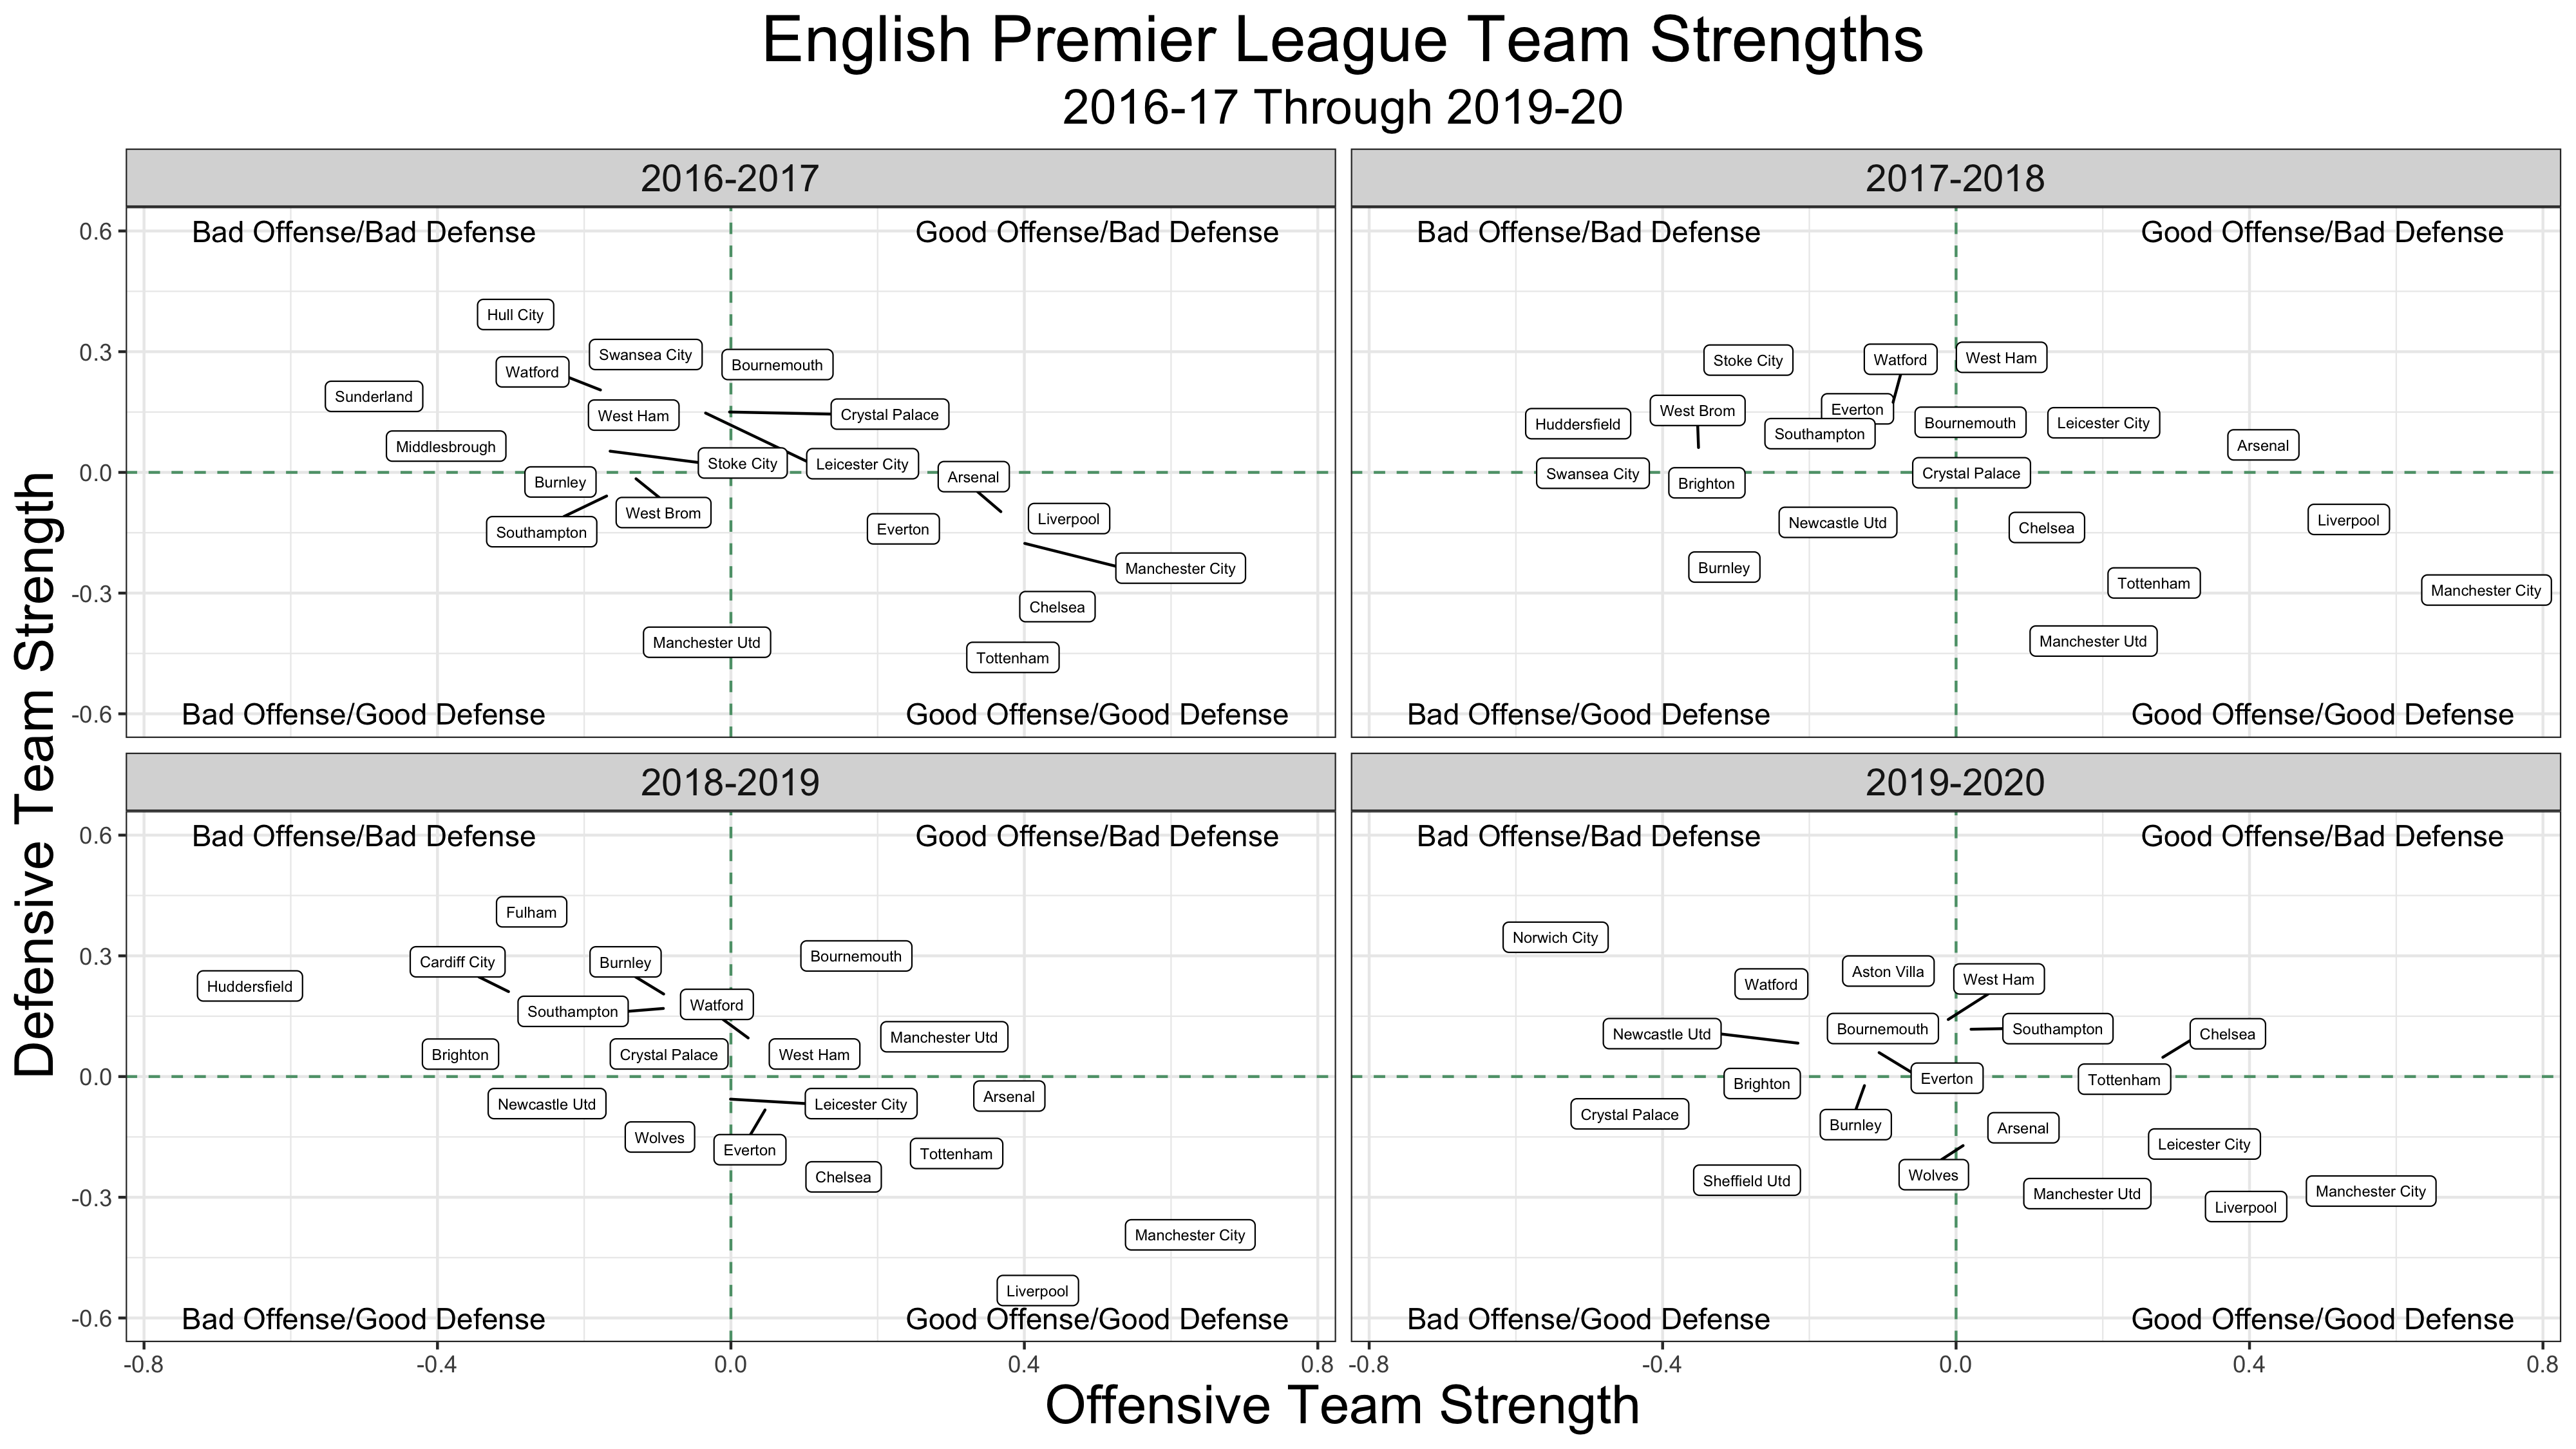 English Premier League Team Strengths
2016-17 Through 2019-20
Defensive Team Strength
2016-2017
0.6
0.3
0.0
-0.3
-0.6
Bad Offense/Bad Defense
Good Offense/Bad Defense
Hull City
Swansea City
Bournemouth
Watford
Sunderland
West Ham
Crystal Palace
Middlesbrough
Stoke City
Leicester City
Arsenal
Burnley
West Brom
Liverpool
Southampton
Everton
Manchester City
Chelsea
Manchester Utd
Tottenham
Bad Offense/Good Defense
Good Offense/Good Defense
2017-2018
Bad Offense/Bad Defense
Good Offense/Bad Defense
Stoke City
Watford
West Ham
West Brom
Everton
Huddersfield
Bournemouth
Leicester City
Southampton
Arsenal
Swansea City
Crystal Palace
Brighton
Newcastle Utd
Chelsea
Liverpool
Burnley
Tottenham
Manchester City
Manchester Utd
Bad Offense/Good Defense
Good Offense/Good Defense
2018-2019
0.6
0.3
0.0
-0.3
-0.6
Bad Offense/Bad Defense
Good Offense/Bad Defense
Fulham
Bournemouth
Cardiff City
Burnley
Huddersfield
Watford
Southampton
Manchester Utd
Brighton
Crystal Palace
West Ham
Arsenal
Newcastle Utd
Leicester City
Wolves
Everton
Tottenham
Chelsea
Manchester City
Liverpool
Bad Offense/Good Defense
Good Offense/Good Defense
-0.8
-0.4
0.0
0.4
0.8
2019-2020
Bad Offense/Bad Defense
Good Offense/Bad Defense
Norwich City
Aston Villa
West Ham
Watford
Bournemouth
Southampton
Newcastle Utd
Chelsea
Everton
Tottenham
Brighton
Crystal Palace
Burnley
Arsenal
Leicester City
Wolves
Sheffield Utd
Manchester City
Manchester Utd
Liverpool
Bad Offense/Good Defense
Good Offense/Good Defense
-0.8
-0.4
0.0
0.4
0.8
Offensive Team Strength